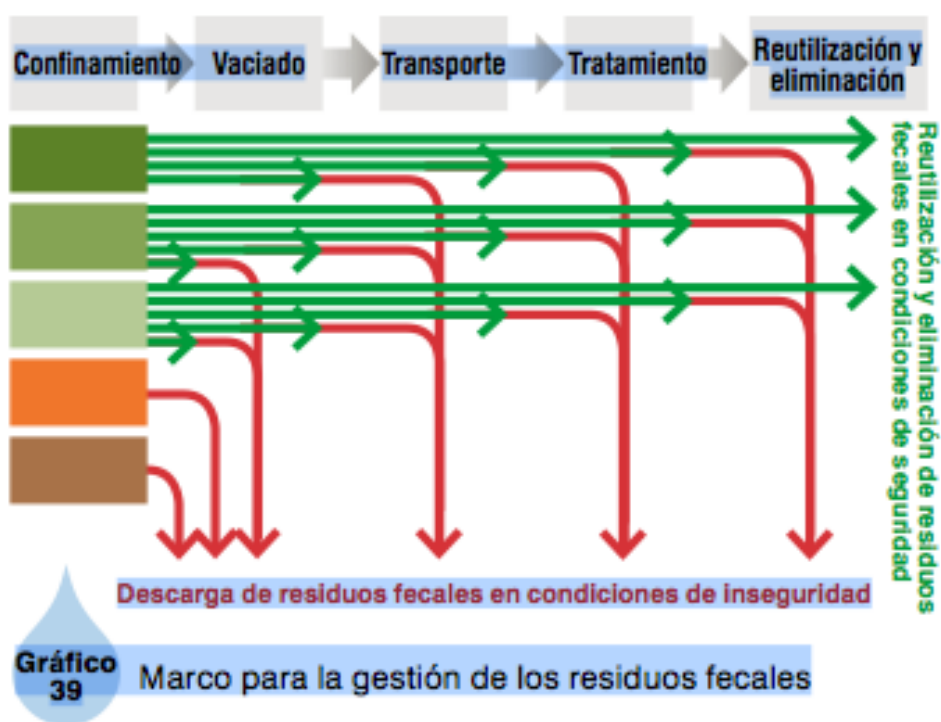 Confinamiento
Vaciado
Transporte
Tratamiento
Reutilización y
eliminación
Reutilización y eliminación de residuos
fecales en condiciones de seguridad
Descarga de residuos fecales en condiciones de inseguridad
Gráfico
39
Marco para la gestión de los residuos fecales